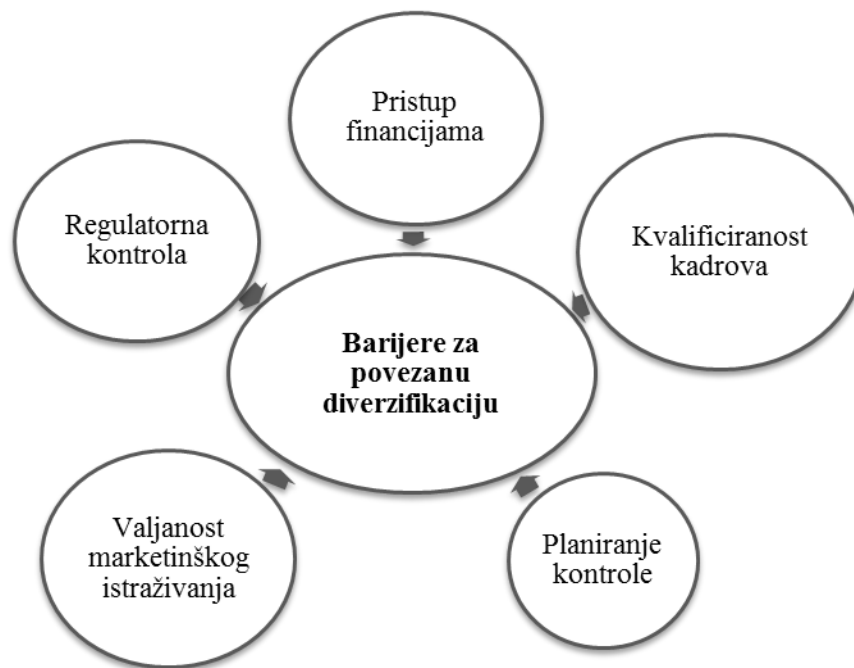 Pristup
financijama
Regulatorna
kontrola
Kvalificiranost
kadrova
Barijere za
povezanu
diverzifikaciju
Valjanost
marketinškog
istraživanja
Planiranje
kontrole